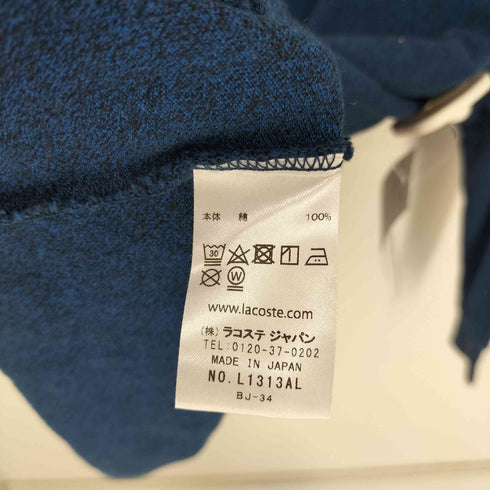 本体 綿 100%
30
W
www.lacoste.com
(株) ラコステ ジャパン
TEL:0120-37-0202
MADE IN JAPAN
NO. L1313AL
BJ-34